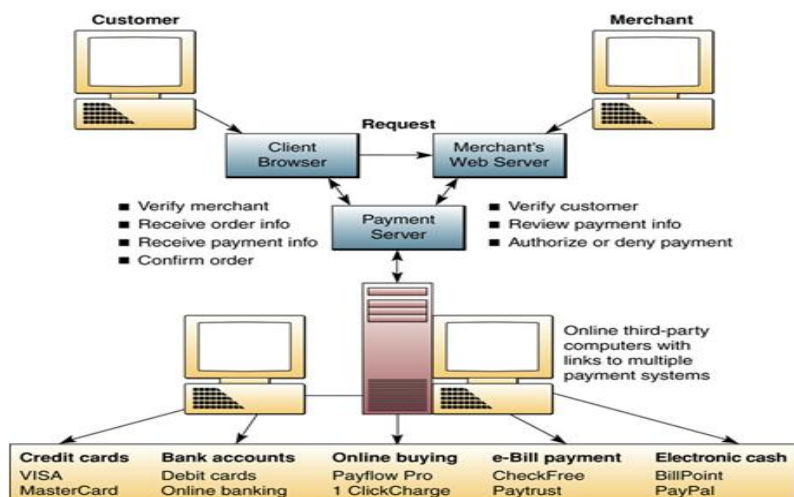 Customer
Merchant
Request
Client
Browser
Merchant's
Web Server
Verify merchant
Receive order info
Receive payment info
Confirm order
Payment
Server
Verify customer
Review payment info
Authorize or deny payment
Online third-party
computers with
links to multiple
payment systems
Credit cards
VISA
MasterCard
Bank accounts
Debit cards
Online banking
Online buying
Payflow Pro
1 ClickCharge
e-Bill payment
CheckFree
Paytrust
Electronic cash
BillPoint
PayPal